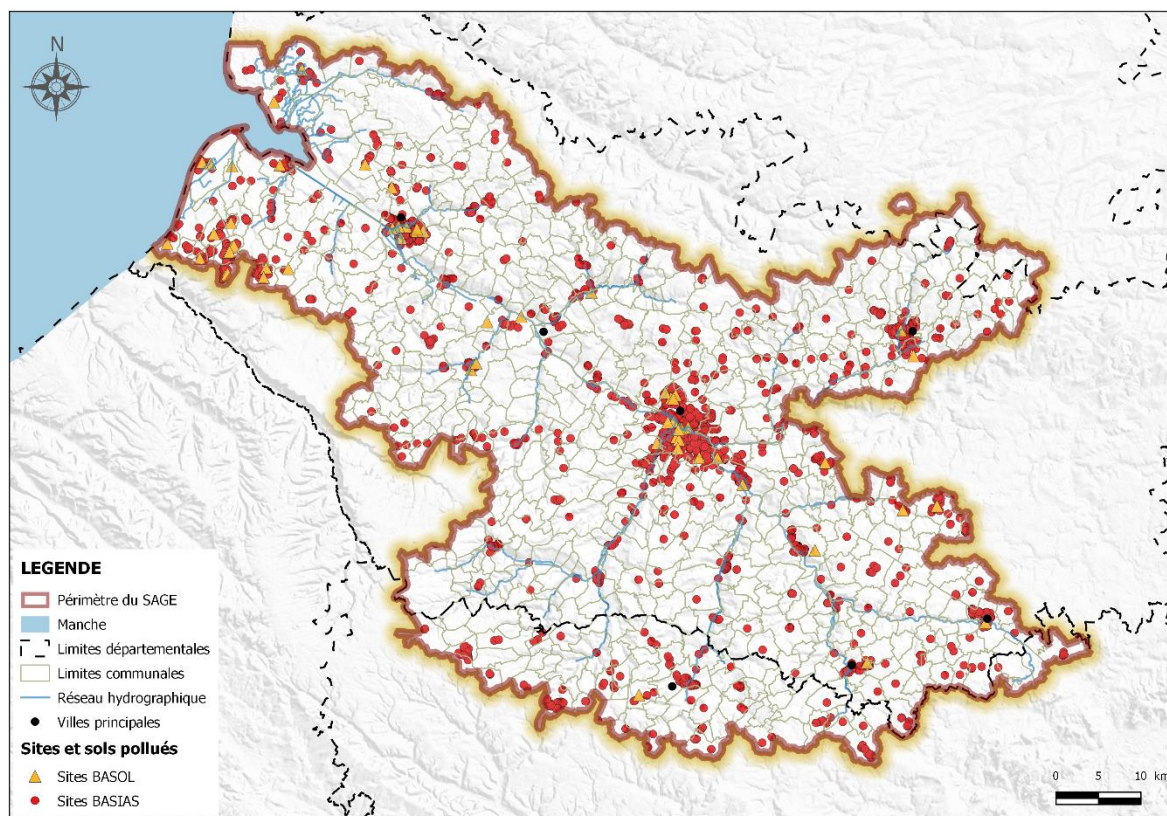 N
LEGENDE
Périmètre du SAGE
Manche
Limites départementales
Limites communales
Réseau hydrographique
Villes principales
Sites et sols pollués
Sites BASOL
Sites BASIAS
0 5 10 km